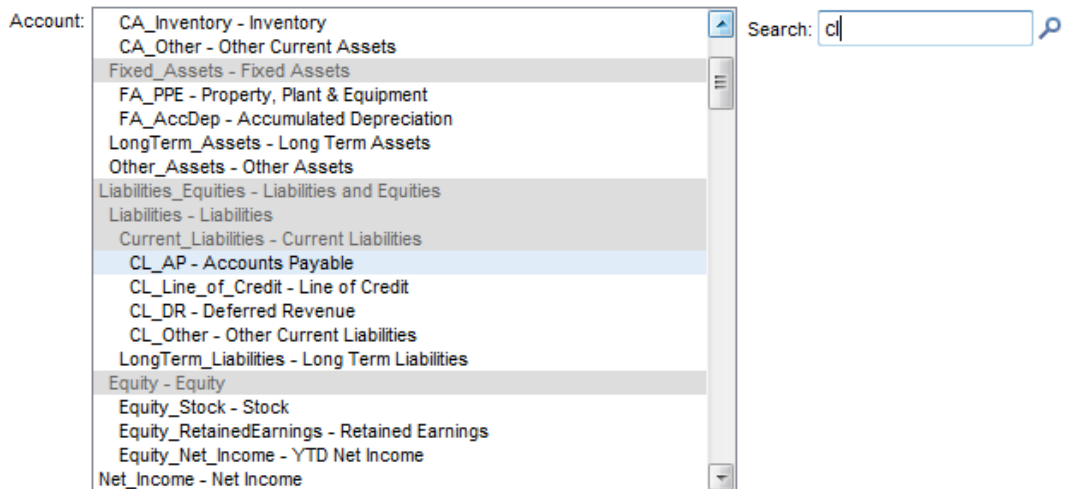 Account:
CA_Inventory - Inventory
Search: cl
CA_Other - Other Current Assets
Fixed_Assets - Fixed Assets
FA_PPE - Property, Plant & Equipment
FA_AccDep - Accumulated Depreciation
LongTerm_Assets - Long Term Assets
Other_Assets - Other Assets
Liabilities_Equities - Liabilities and Equities
Liabilities - Liabilities
Current_Liabilities - Current Liabilities
CL_AP - Accounts Payable
CL_Line_of_Credit - Line of Credit
CL_DR - Deferred Revenue
CL_Other - Other Current Liabilities
LongTerm_Liabilities - Long Term Liabilities
Equity - Equity
Equity_Stock - Stock
Equity_RetainedEarnings - Retained Earnings
Equity_Net_Income - YTD Net Income
Net_Income - Net Income